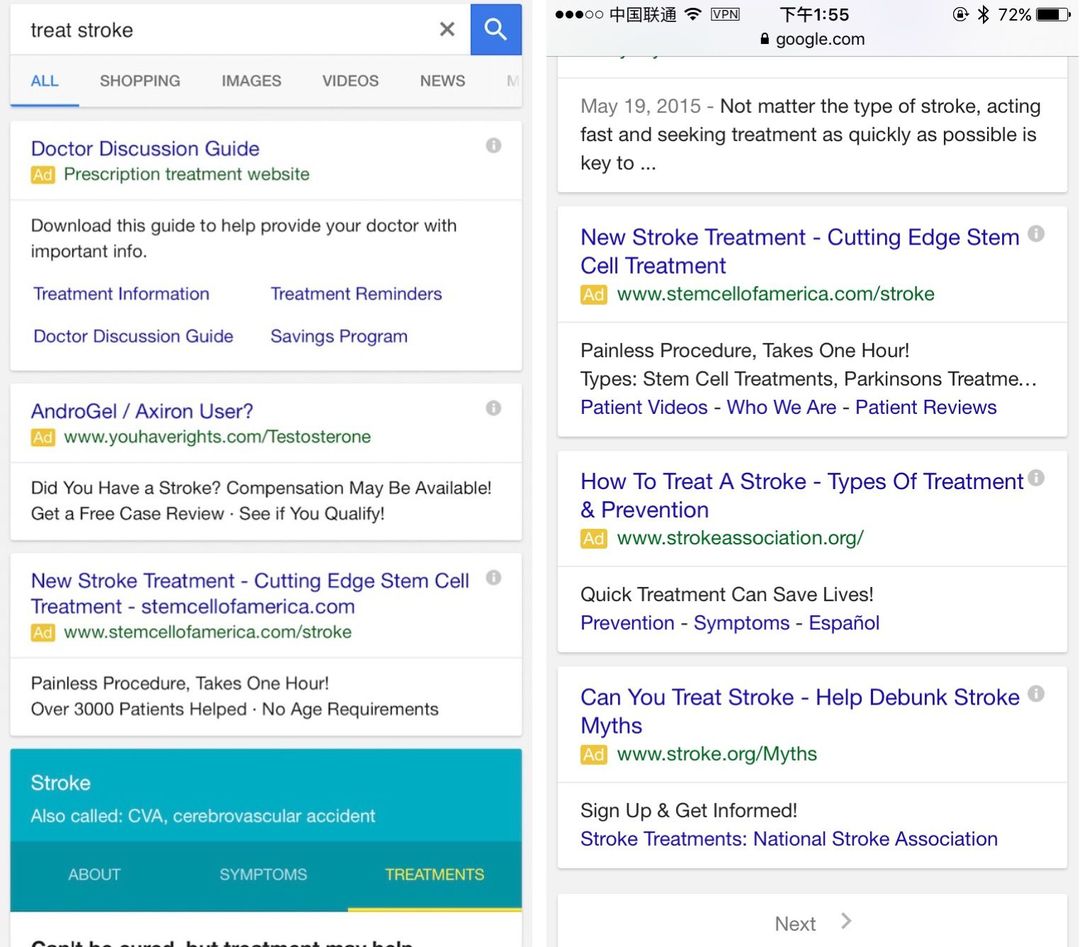 treat stroke
ALL SHOPPING IMAGES VIDEOS NEWS M
Doctor Discussion Guide
Ad Prescription treatment website
Download this guide to help provide your doctor with
important info.
Treatment Information Treatment Reminders
Doctor Discussion Guide Savings Program
AndroGel / Axiron User?
Ad www.youhaverights.com/Testosterone
Did You Have a Stroke? Compensation May Be Available!
Get a Free Case Review · See if You Qualify!
New Stroke Treatment - Cutting Edge Stem Cell
Treatment - stemcellofamerica.com
Ad www.stemcellofamerica.com/stroke
Painless Procedure, Takes One Hour!
Over 3000 Patients Helped · No Age Requirements
Stroke
Also called: CVA, cerebrovascular accident
ABOUT SYMPTOMS TREATMENTS
Can't be cured, but treatment may help
中国联通 VPN 下午1:55 72%
google.com
May 19, 2015 - Not matter the type of stroke, acting
fast and seeking treatment as quickly as possible is
key to ...
New Stroke Treatment - Cutting Edge Stem
Cell Treatment
Ad www.stemcellofamerica.com/stroke
Painless Procedure, Takes One Hour!
Types: Stem Cell Treatments, Parkinsons Treatme...
Patient Videos - Who We Are - Patient Reviews
How To Treat A Stroke - Types Of Treatment
& Prevention
Ad www.strokeassociation.org/
Quick Treatment Can Save Lives!
Prevention - Symptoms - Español
Can You Treat Stroke - Help Debunk Stroke
Myths
Ad www.stroke.org/Myths
Sign Up & Get Informed!
Stroke Treatments: National Stroke Association
Next